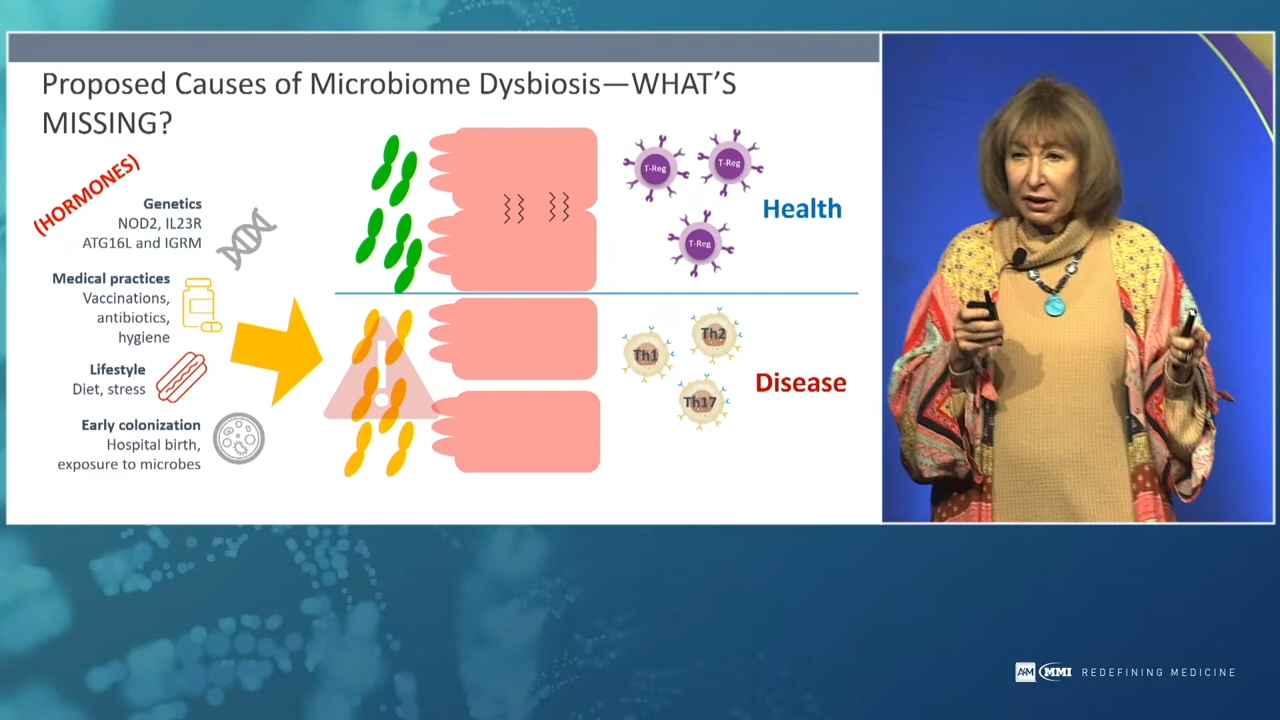 Proposed Causes of Microbiome Dysbiosis—WHAT'S
MISSING?
(HORMONES)
Genetics
NOD2, IL23R
ATG16L and IGRM
Medical practices
Vaccinations,
antibiotics,
hygiene
Lifestyle
Diet, stress
Early colonization
Hospital birth,
exposure to microbes
T-Reg
T-Reg
T-Reg
Health
Th1
Th2
Th17
Disease
A4M
MMI
REDEFINING MEDICINE